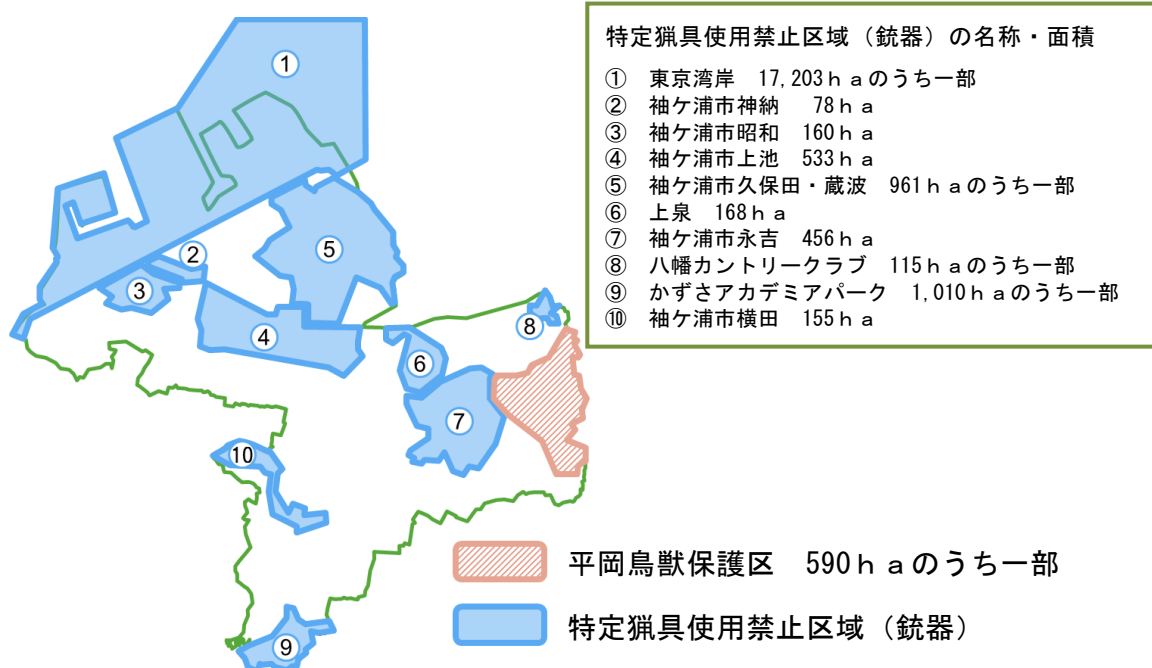 特定猟具使用禁止区域（銃器）の名称・面積
① 東京湾岸 17,203ｈａのうち一部
② 袖ケ浦市神納 78ｈａ
③ 袖ケ浦市昭和 160ｈａ
④ 袖ケ浦市上池 533ｈａ
⑤ 袖ケ浦市久保田・蔵波 961ｈａのうち一部
⑥ 上泉 168ｈａ
⑦ 袖ケ浦市永吉 456ｈａ
⑧ 八幡カントリークラブ 115ｈａのうち一部
⑨ かずさアカデミアパーク 1,010ｈａのうち一部
⑩ 袖ケ浦市横田 155ｈａ
①
②
③
⑤
④
⑧
⑥
⑦
⑩
⑨
平岡鳥獣保護区 590ｈａのうち一部
特定猟具使用禁止区域（銃器）